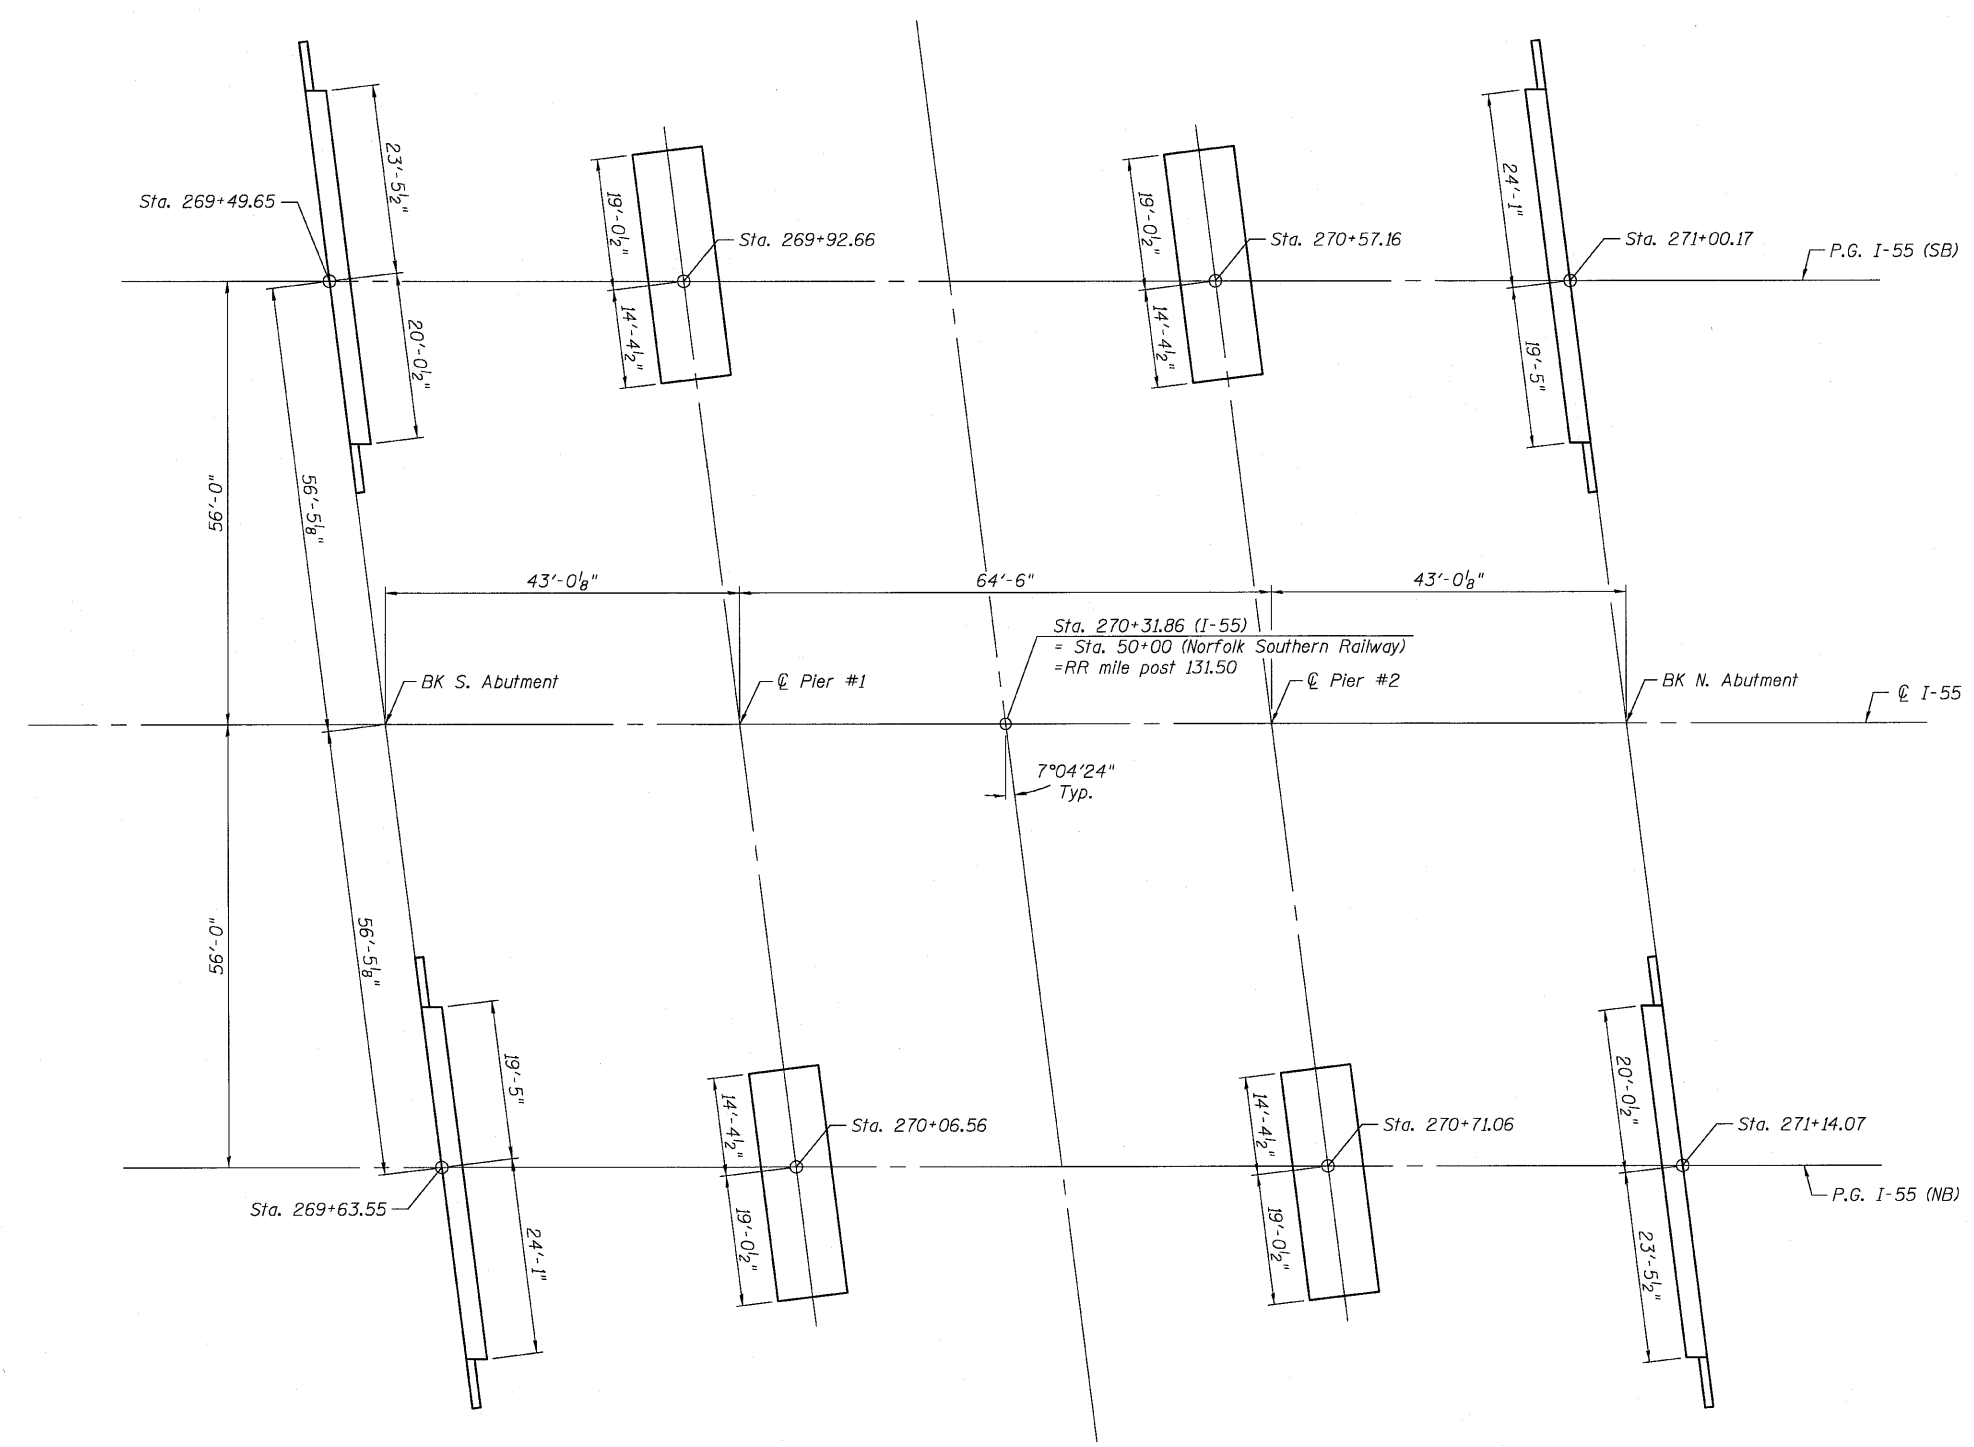 23'-5½"
Sta. 269+49.65
19'-0½"
Sta. 269+92.66
19'-0½"
Sta. 270+57.16
24'-1"
Sta. 271+00.17
P.G. I-55 (SB)
20'-0½"
14'-4½"
14'-4½"
19'-5"
56'-0"
56'-5⅛"
43'-0⅛"
64'-6"
43'-0⅛"
Sta. 270+31.86 (I-55)
= Sta. 50+00 (Norfolk Southern Railway)
=RR mile post 131.50
BK S. Abutment
℄ Pier #1
℄ Pier #2
BK N. Abutment
℄ I-55
7°04'24"
Typ.
56'-0"
56'-5⅛"
19'-5"
14'-4½"
Sta. 270+06.56
14'-4½"
Sta. 270+71.06
20'-0½"
Sta. 271+14.07
Sta. 269+63.55
P.G. I-55 (NB)
24'-1"
19'-0½"
19'-0½"
23'-5½"